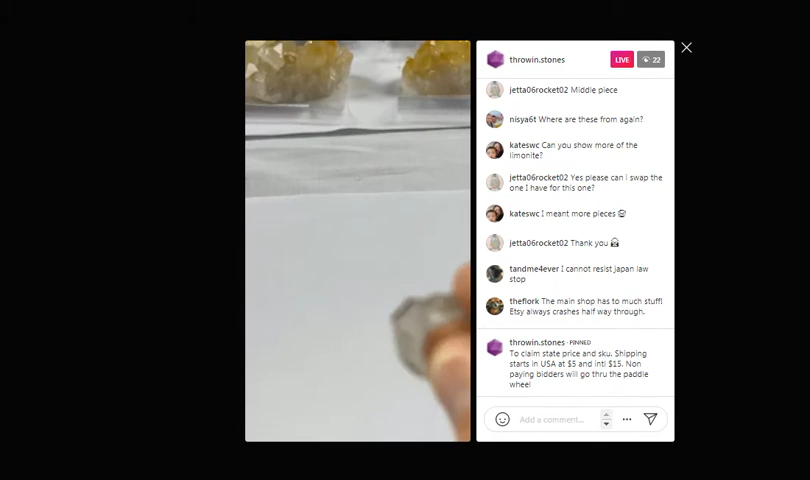 throwin.stones
LIVE
22
jetta06rocket02 Middle piece
nisya6t Where are these from again?
kateswc Can you show more of the
limonite?
jetta06rocket02 Yes please can i swap the
one I have for this one?
kateswc I meant more pieces
jetta06rocket02 Thank you
tandme4ever I cannot resist japan law
stop
theflork The main shop has to much stuff!
Etsy always crashes half way through.
throwin.stones · PINNED
To claim state price and sku. Shipping
starts in USA at $5 and intl $15. Non
paying bidders will go thru the paddle
wheel
Add a comment...